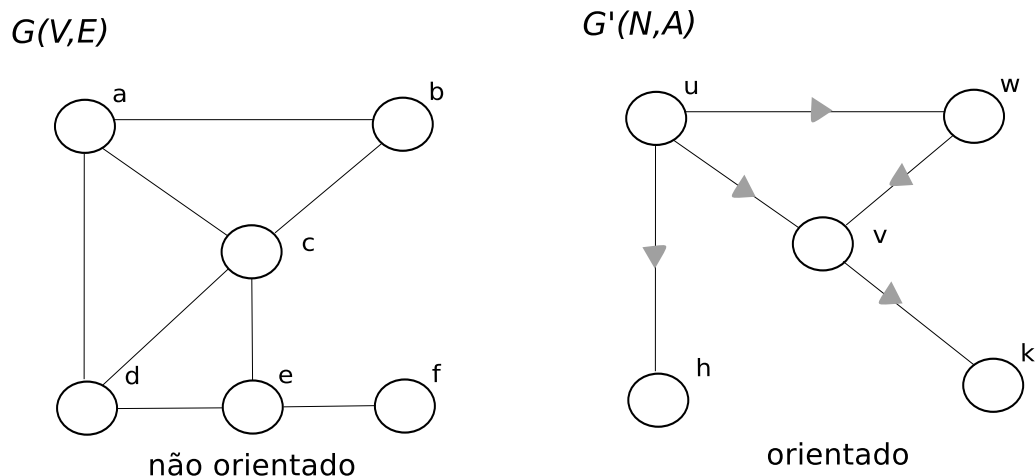 G(V,E)
a
b
c
d
e
f
não orientado
G'(N,A)
u
w
v
h
k
orientado